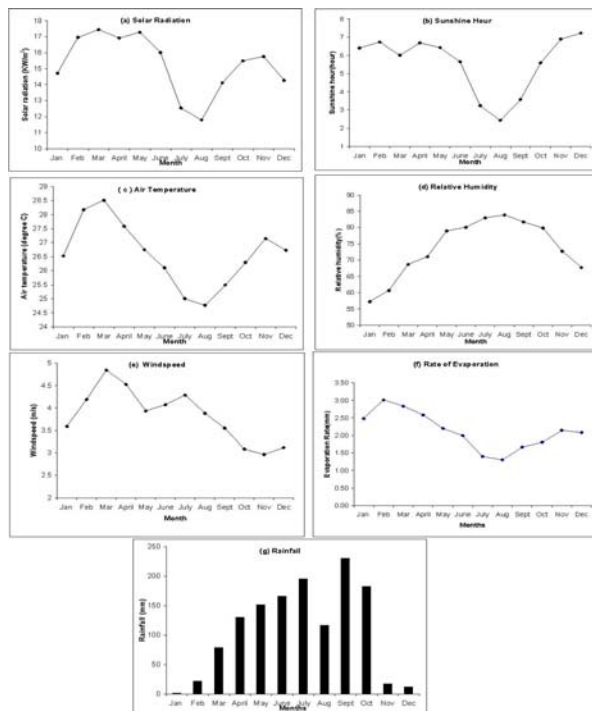 (a) Solar Radiation
Solar radiation (KW/m²)
18
17
16
15
14
13
12
11
10
Jan Feb Mar April May June July Aug Sept Oct Nov Dec
Month
(b) Sunshine Hour
Sunshine hour(hour)
8
7
6
5
4
3
2
1
Jan Feb Mar April May June July Aug Sept Oct Nov Dec
Month
( c ) Air Temperature
Air temperature (degree C)
29
28.5
28
27.5
27
26.5
26
25.5
25
24.5
24
Jan Feb Mar April May June July Aug Sept Oct Nov Dec
Month
(d) Relative Humidity
Relative humidity(%)
90
85
80
75
70
65
60
55
50
Jan Feb Mar April May June July Aug Sept Oct Nov Dec
Month
(e) Windspeed
Windspeed (m/s)
5
4.5
4
3.5
3
2.5
2
Jan Feb Mar April May June July Aug Sept Oct Nov Dec
Month
(f) Rate of Evaporation
Evaporation Rate(mm)
3.50
3.00
2.50
2.00
1.50
1.00
0.50
0.00
Jan Feb Mar April May June July Aug Sept Oct Nov Dec
Months
(g) Rainfall
Rainfall (mm)
250
200
150
100
50
0
Jan Feb Mar April May June July Aug Sept Oct Nov Dec
Months